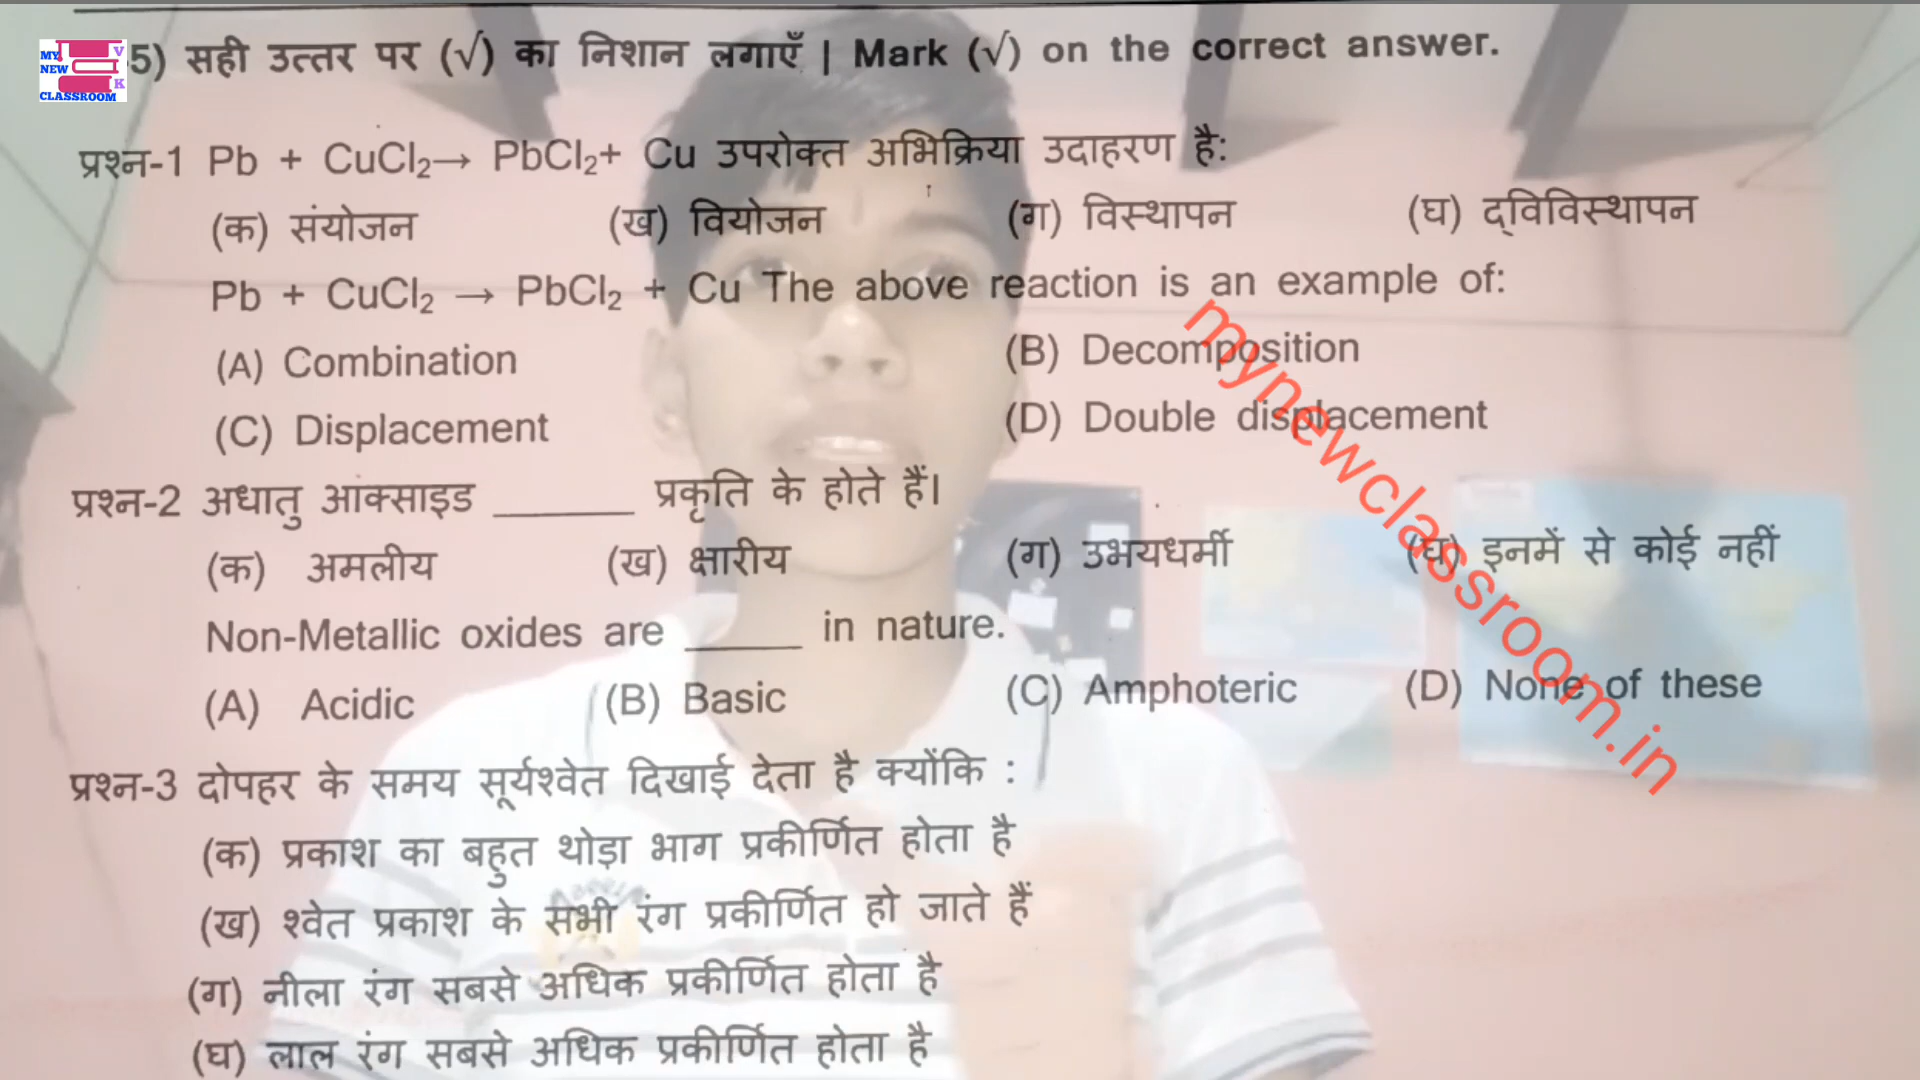 MY NEW CLASSROOM V K
5) सही उत्तर पर (√) का निशान लगाएँ | Mark (√) on the correct answer.
प्रश्न-1 Pb + CuCl₂→ PbCl₂+ Cu उपरोक्त अभिक्रिया उदाहरण है:
(क) संयोजन (ख) वियोजन (ग) विस्थापन (घ) द्विविस्थापन
Pb + CuCl₂ → PbCl₂ + Cu The above reaction is an example of:
(A) Combination (B) Decomposition
(C) Displacement (D) Double displacement
प्रश्न-2 अधातु आक्साइड ______ प्रकृति के होते हैं।
(क) अमलीय (ख) क्षारीय (ग) उभयधर्मी (घ) इनमें से कोई नहीं
Non-Metallic oxides are _____ in nature.
(A) Acidic (B) Basic (C) Amphoteric (D) None of these
प्रश्न-3 दोपहर के समय सूर्यश्वेत दिखाई देता है क्योंकि :
(क) प्रकाश का बहुत थोड़ा भाग प्रकीर्णित होता है
(ख) श्वेत प्रकाश के सभी रंग प्रकीर्णित हो जाते हैं
(ग) नीला रंग सबसे अधिक प्रकीर्णित होता है
(घ) लाल रंग सबसे अधिक प्रकीर्णित होता है
mynewclassroom.in